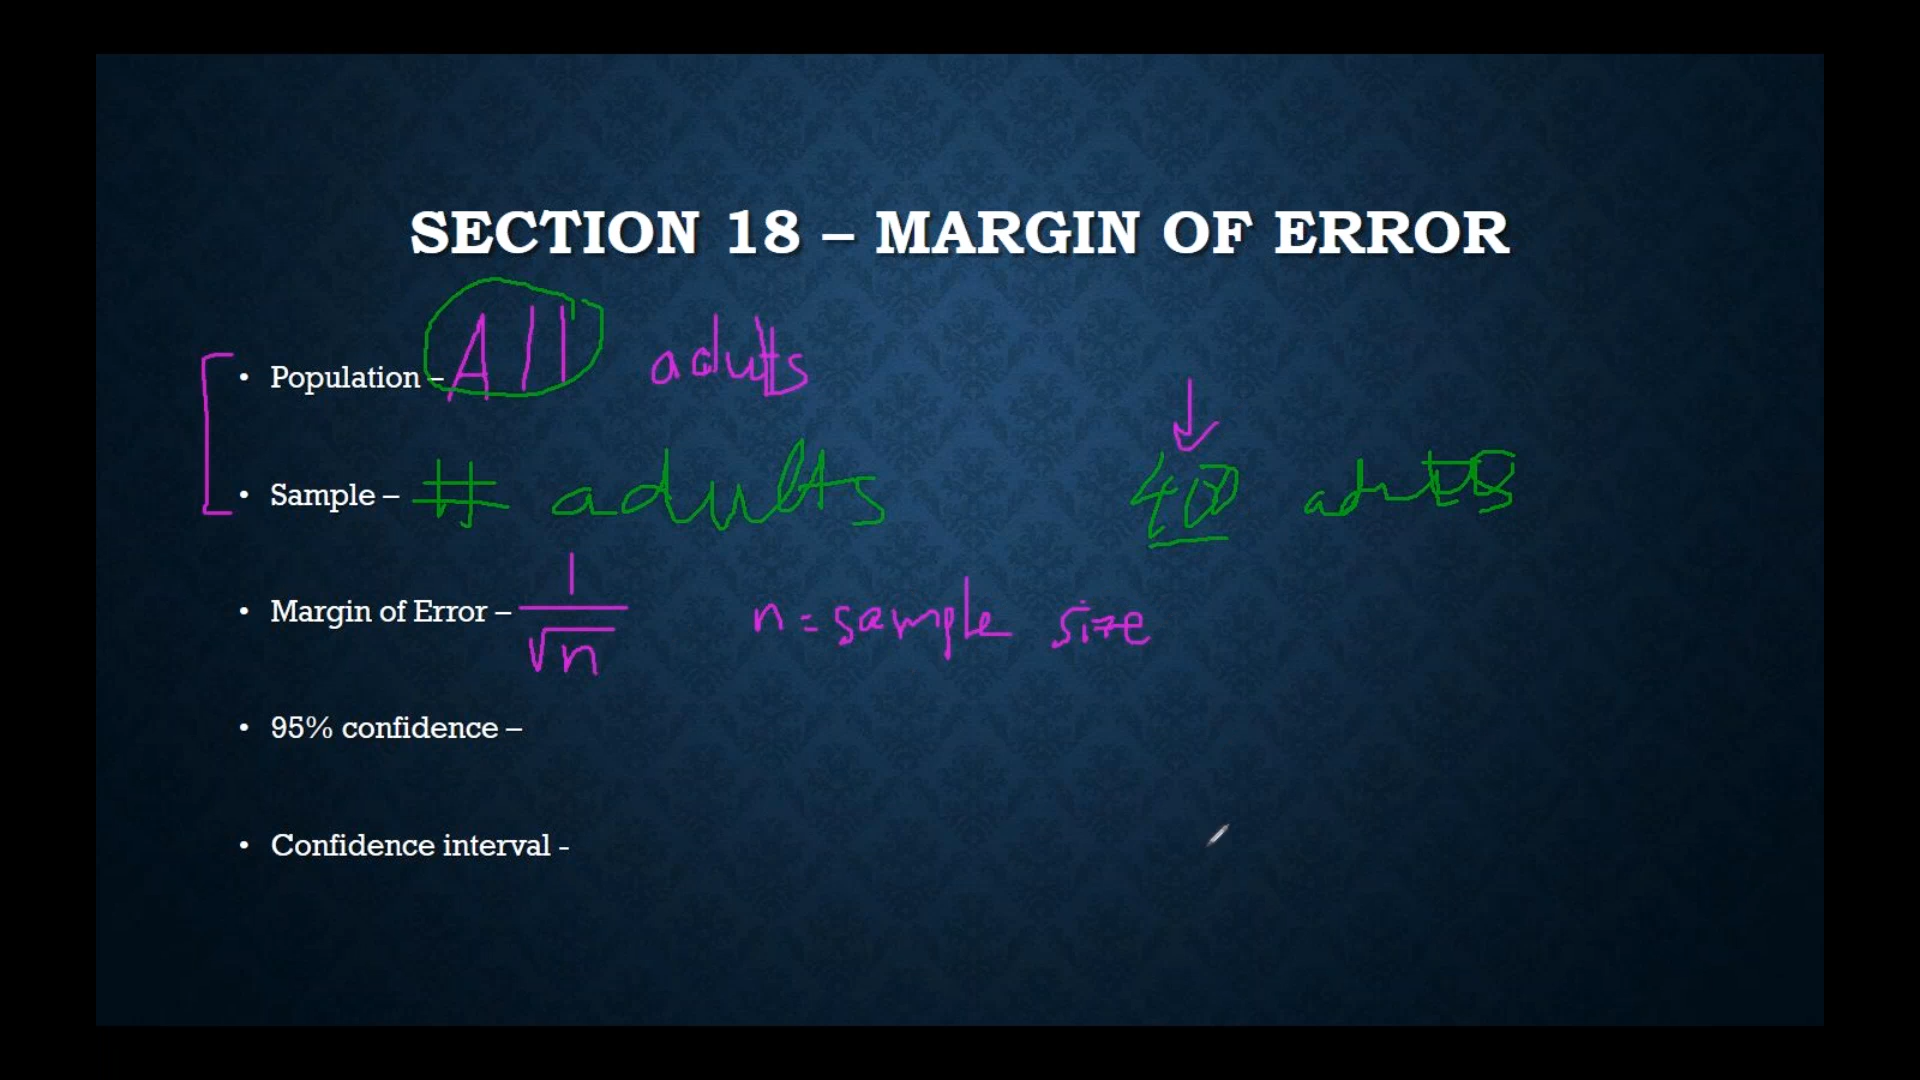 SECTION 18 – MARGIN OF ERROR
• Population – All adults
• Sample – # adults 400 adults
• Margin of Error – 1/√n n = sample size
• 95% confidence –
• Confidence interval -